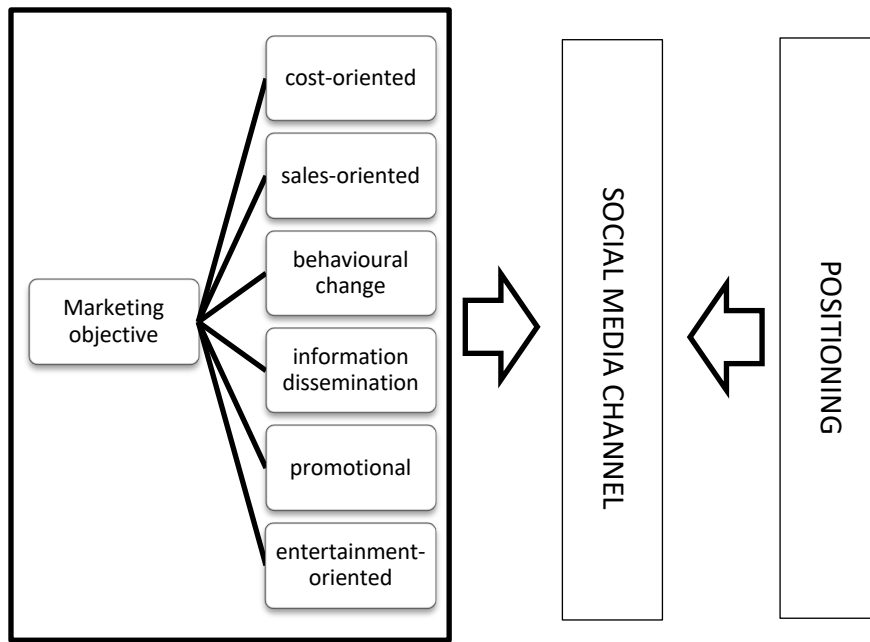 Marketing
objective
cost-oriented
sales-oriented
behavioural
change
information
dissemination
promotional
entertainment-
oriented
SOCIAL MEDIA CHANNEL
POSITIONING